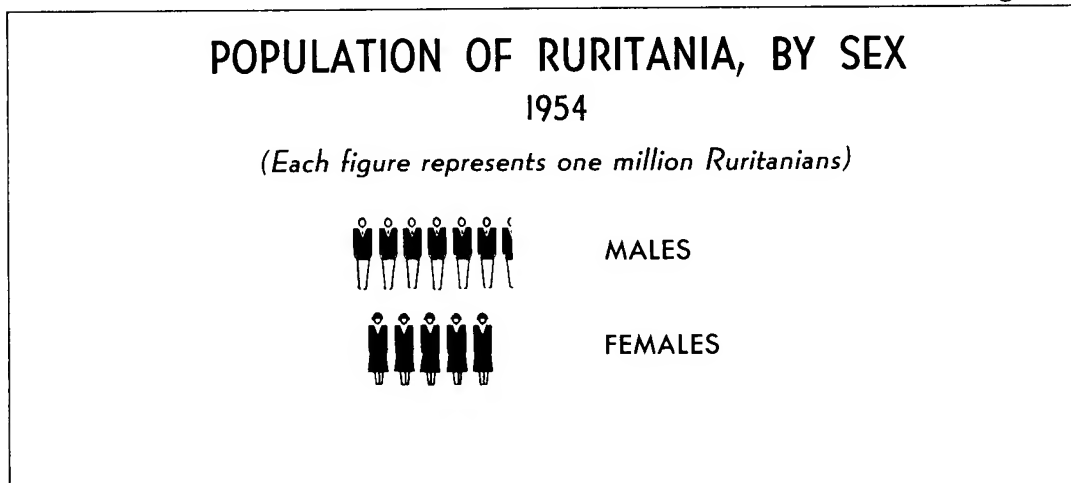 POPULATION OF RURITANIA, BY SEX
1954
(Each figure represents one million Ruritanians)
MALES
FEMALES